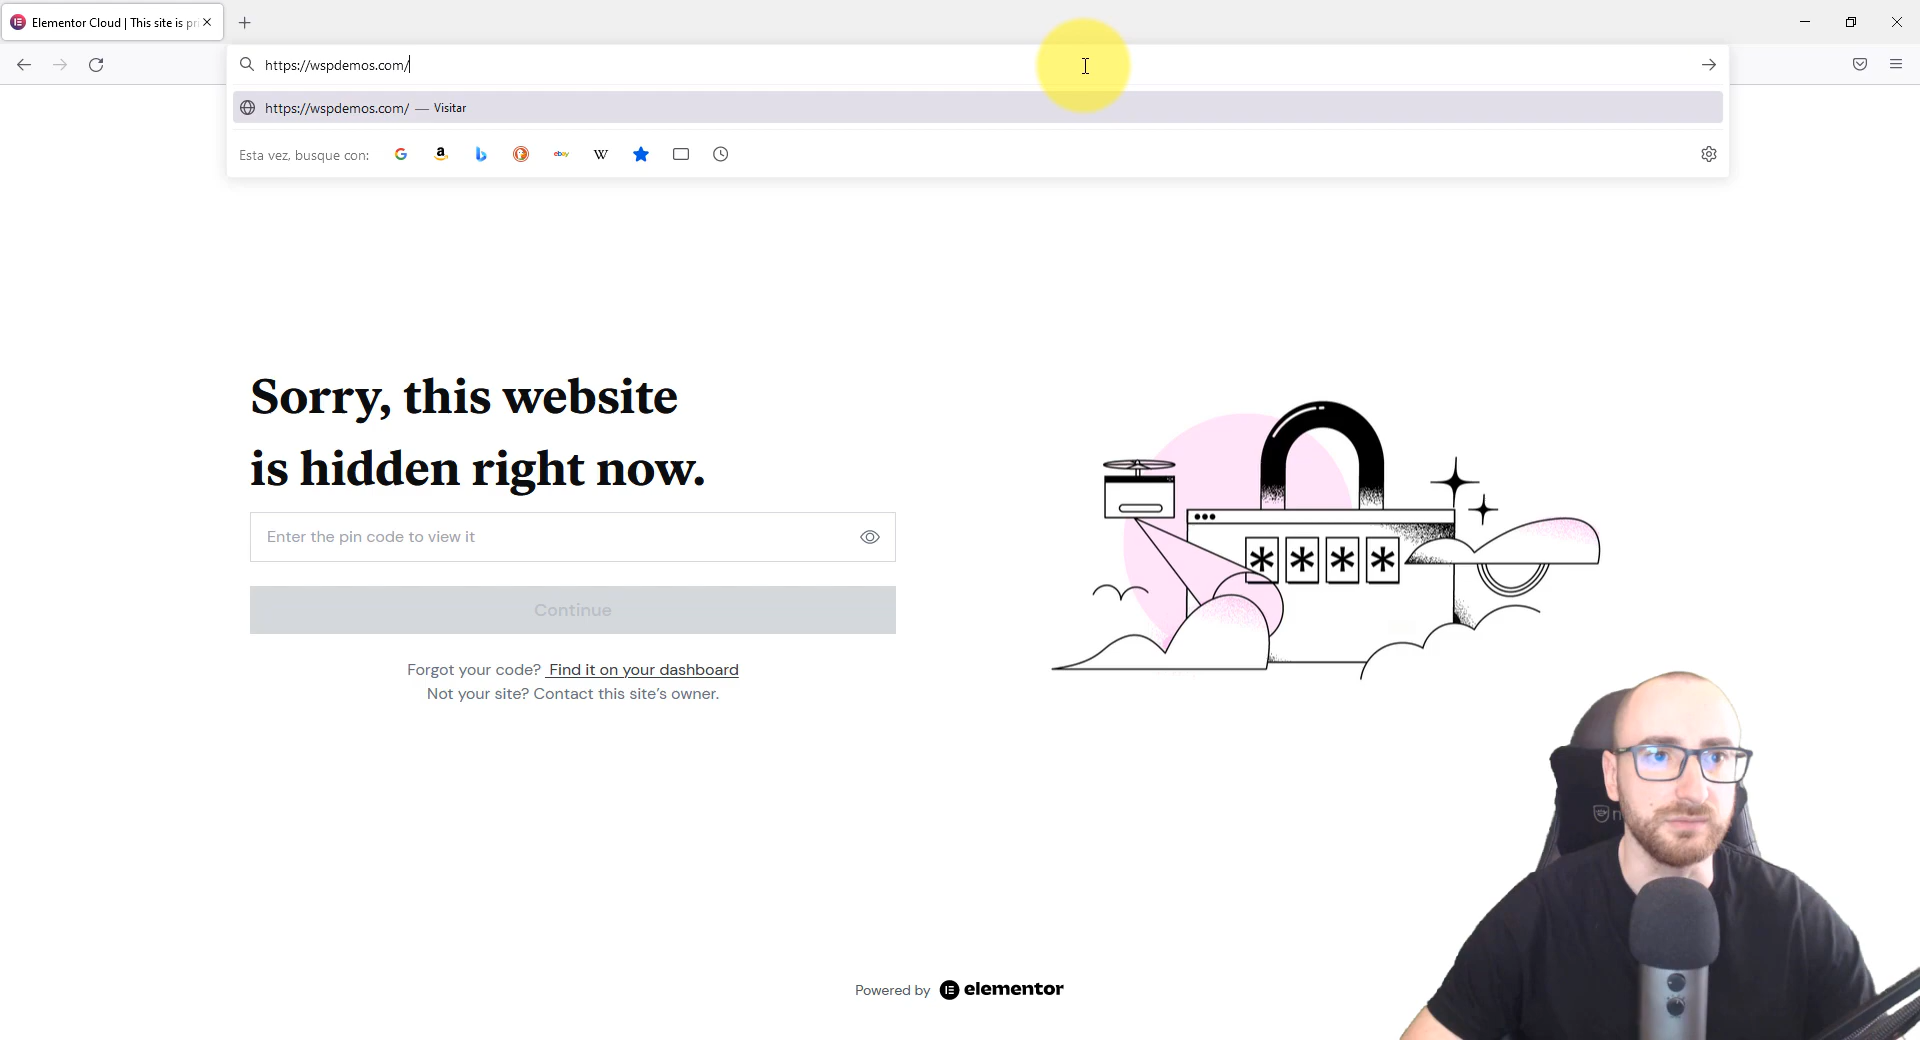 Elementor Cloud | This site is pr
https://wspdemos.com/
https://wspdemos.com/ — Visitar
Esta vez, busque con:
Sorry, this website
is hidden right now.
Enter the pin code to view it
Continue
Forgot your code? Find it on your dashboard
Not your site? Contact this site's owner.
* * * *
Powered by elementor